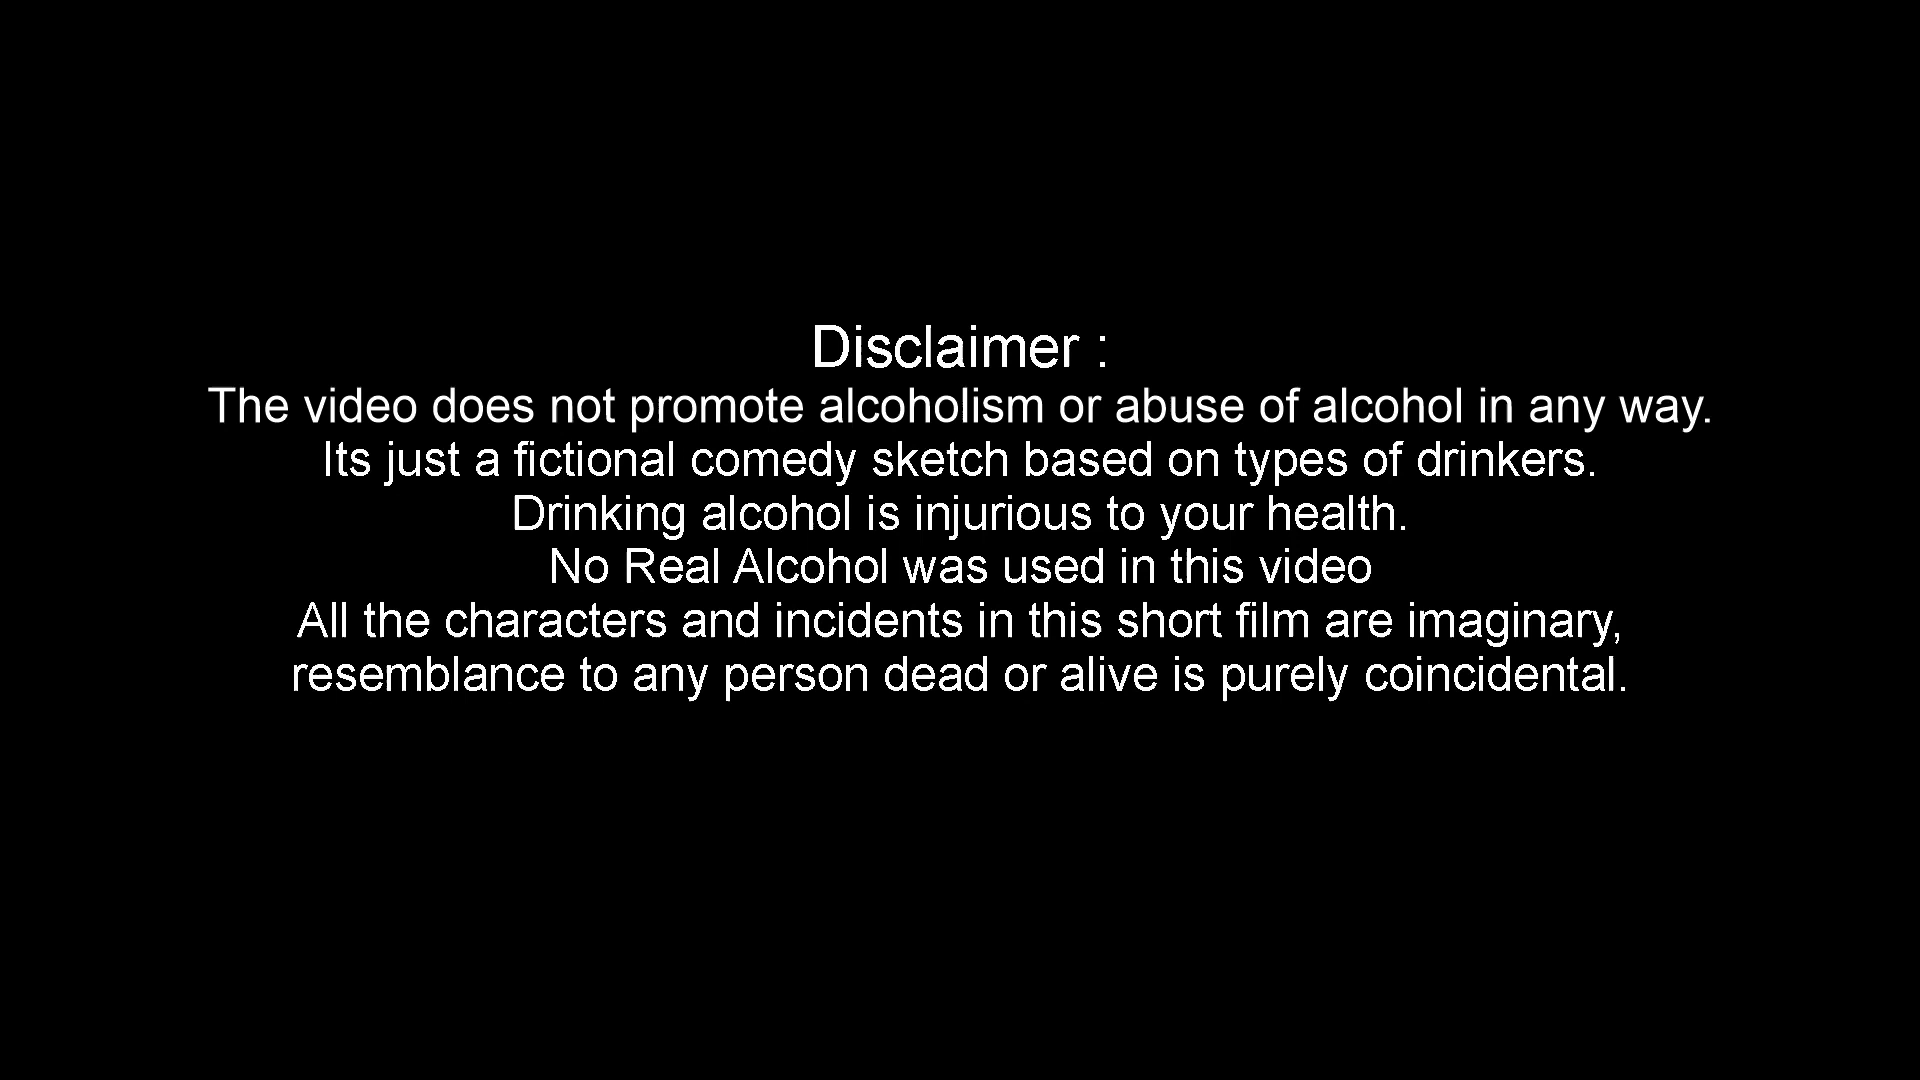 Disclaimer :
The video does not promote alcoholism or abuse of alcohol in any way.
Its just a fictional comedy sketch based on types of drinkers.
Drinking alcohol is injurious to your health.
No Real Alcohol was used in this video
All the characters and incidents in this short film are imaginary,
resemblance to any person dead or alive is purely coincidental.